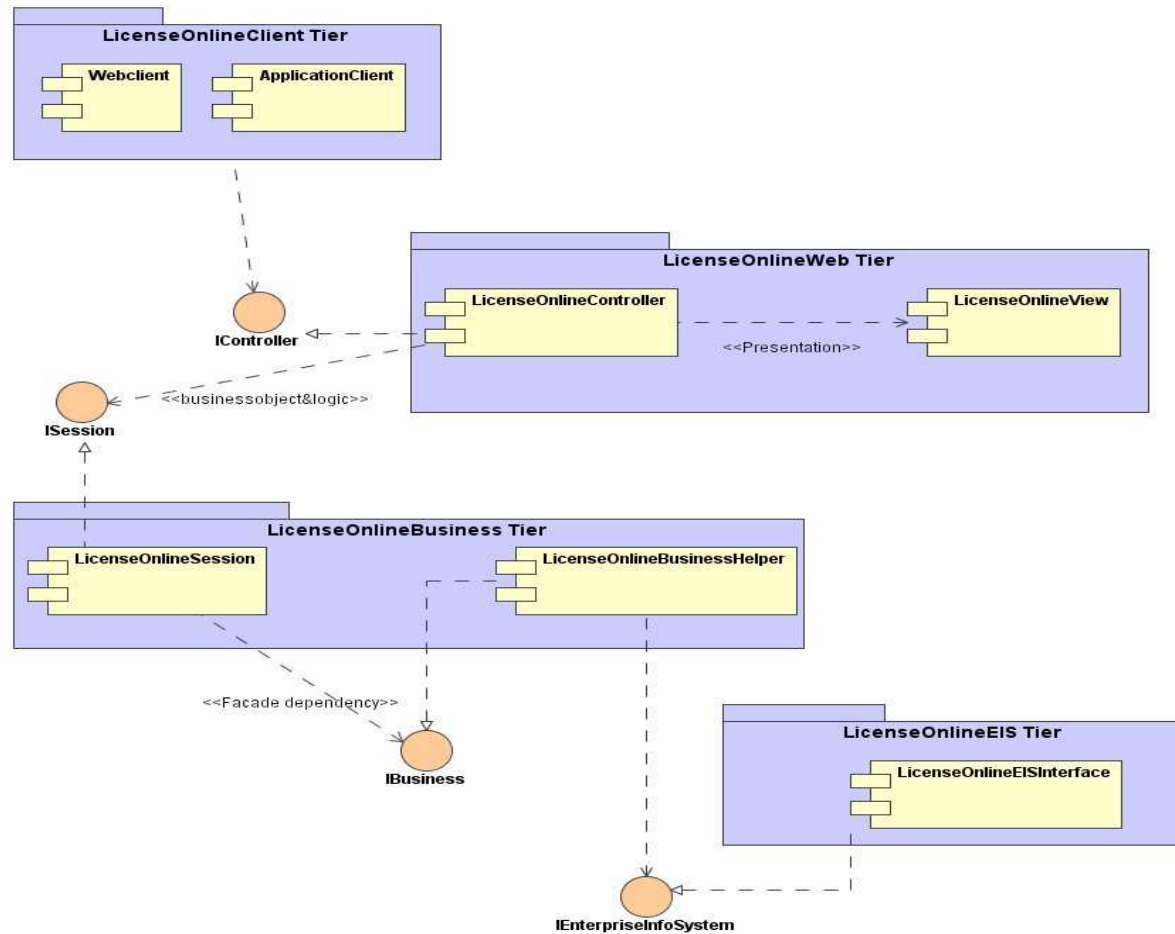 LicenseOnlineClient Tier
Webclient
ApplicationClient
LicenseOnlineWeb Tier
LicenseOnlineController
LicenseOnlineView
<<Presentation>>
IController
<<businessobject&logic>>
ISession
LicenseOnlineBusiness Tier
LicenseOnlineSession
LicenseOnlineBusinessHelper
<<Facade dependency>>
IBusiness
LicenseOnlineEIS Tier
LicenseOnlineEISInterface
IEnterpriseInfoSystem